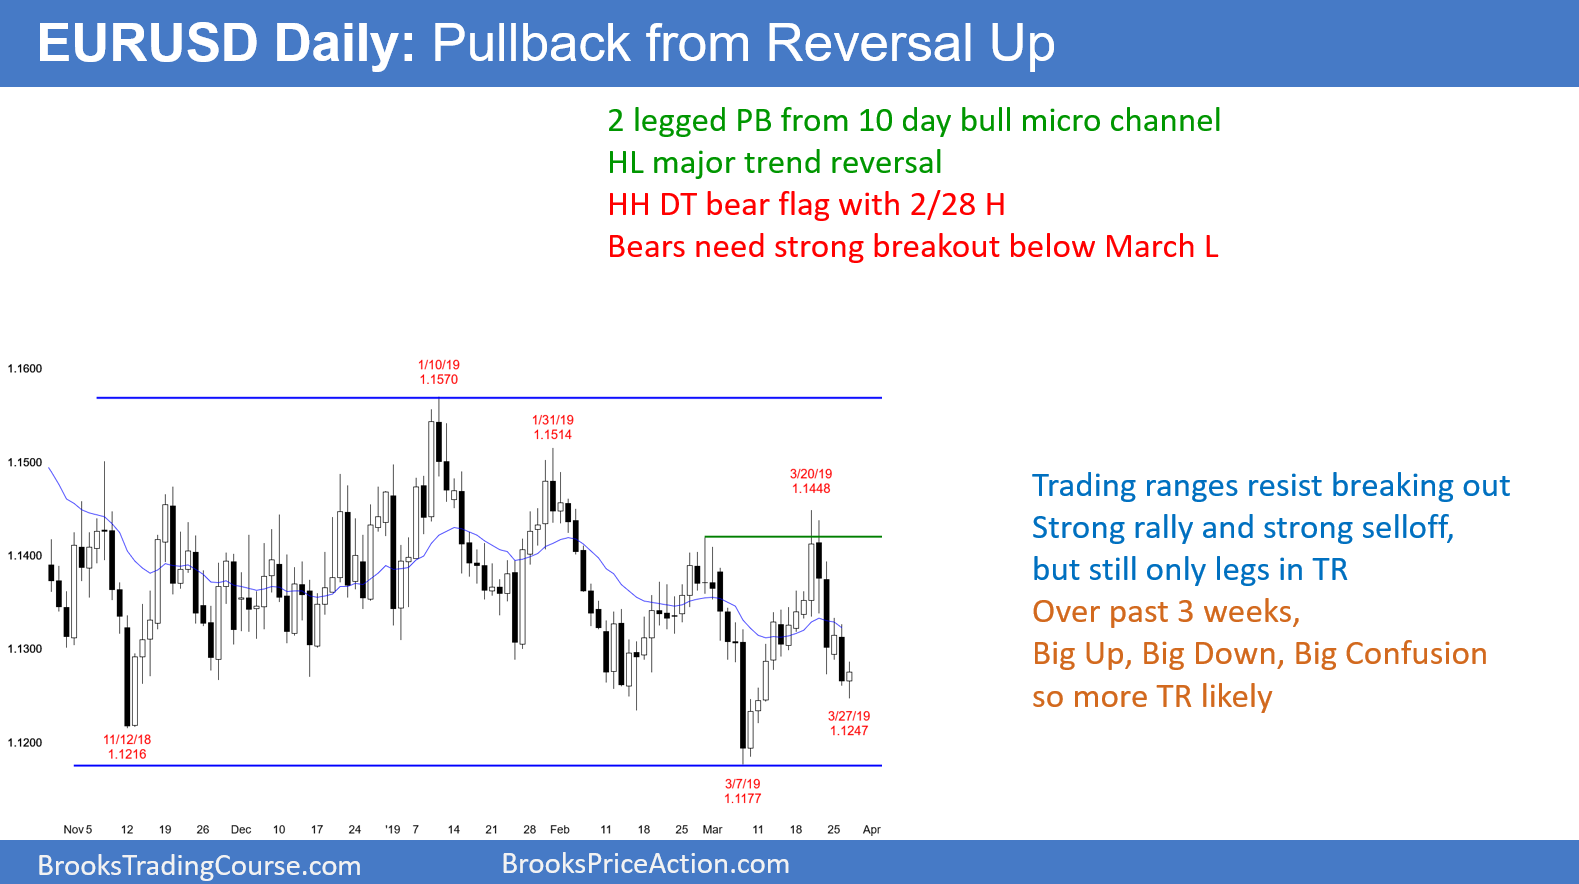 EURUSD Daily: Pullback from Reversal Up
2 legged PB from 10 day bull micro channel
HL major trend reversal
HH DT bear flag with 2/28 H
Bears need strong breakout below March L
1.1600
1.1500
1.1400
1.1300
1.1200
1/10/19
1.1570
1/31/19
1.1514
3/20/19
1.1448
11/12/18
1.1216
3/27/19
1.1247
3/7/19
1.1177
Trading ranges resist breaking out
Strong rally and strong selloff,
but still only legs in TR
Over past 3 weeks,
Big Up, Big Down, Big Confusion
so more TR likely
Nov 5 12 19 26 Dec 10 17 24 '19 7 14 21 28 Feb 11 18 25 Mar 11 18 25 Apr
BrooksTradingCourse.com
BrooksPriceAction.com